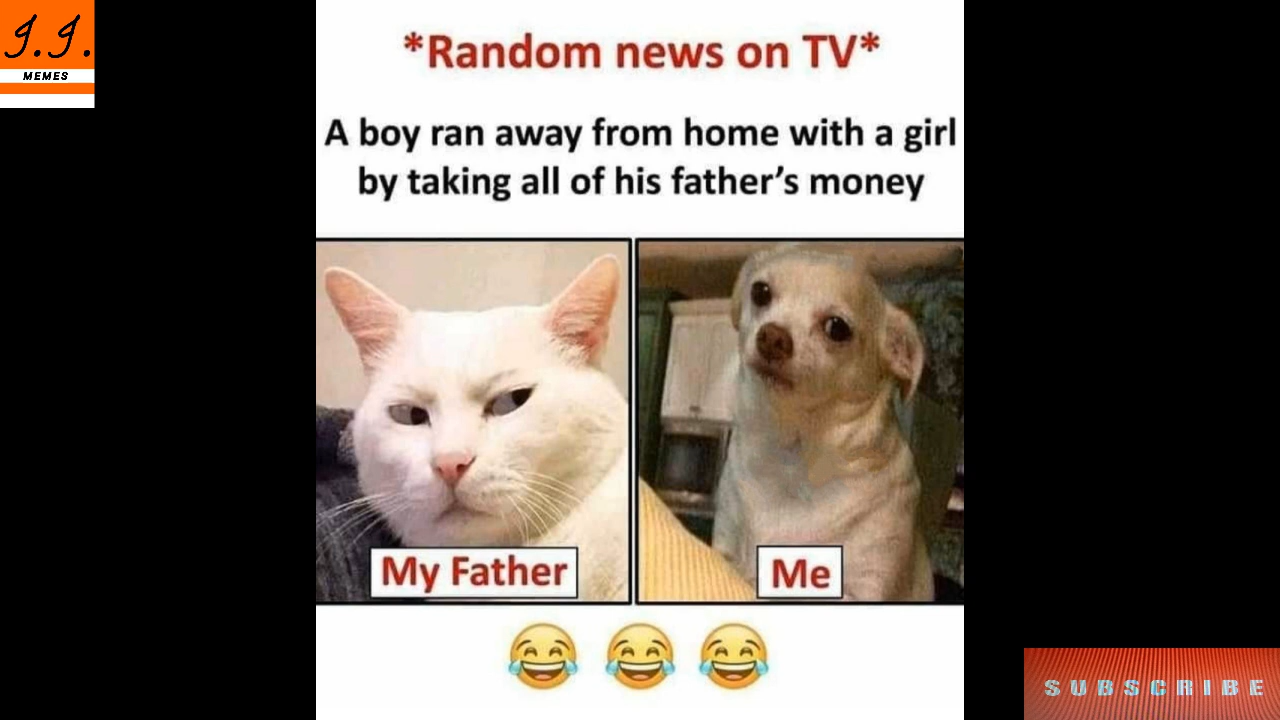 J.J.
MEMES
*Random news on TV*
A boy ran away from home with a girl
by taking all of his father's money
My Father
Me
SUBSCRIBE